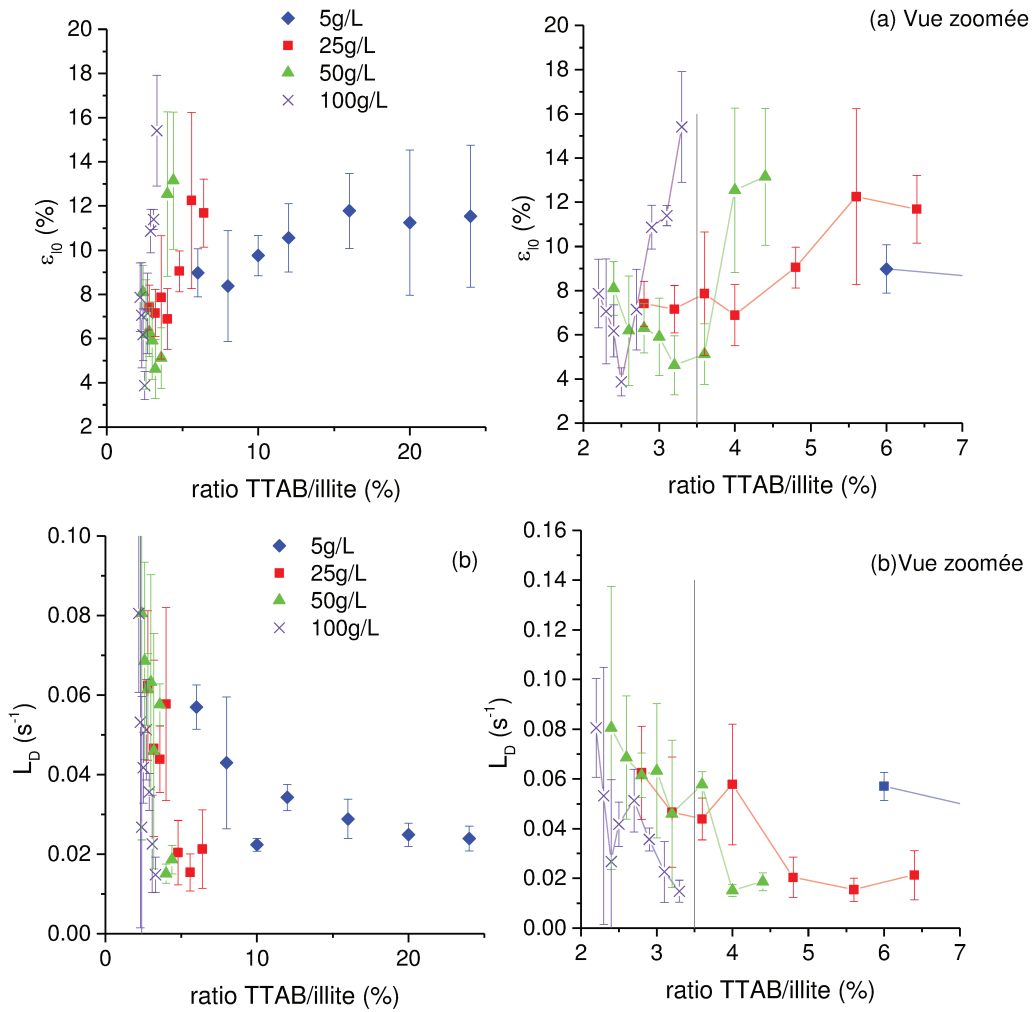 20
18
16
14
12
10
8
6
4
2
ε_l0 (%)
5g/L
25g/L
50g/L
100g/L
0
10
20
ratio TTAB/illite (%)
(a) Vue zoomée
20
18
16
14
12
10
8
6
4
2
ε_l0 (%)
2
3
4
5
6
7
ratio TTAB/illite (%)
0.10
0.08
0.06
0.04
0.02
0.00
L_D (s⁻¹)
5g/L
25g/L
50g/L
100g/L
(b)
0
10
20
ratio TTAB/illite (%)
(b)Vue zoomée
0.16
0.14
0.12
0.10
0.08
0.06
0.04
0.02
0.00
L_D (s⁻¹)
2
3
4
5
6
7
ratio TTAB/illite (%)